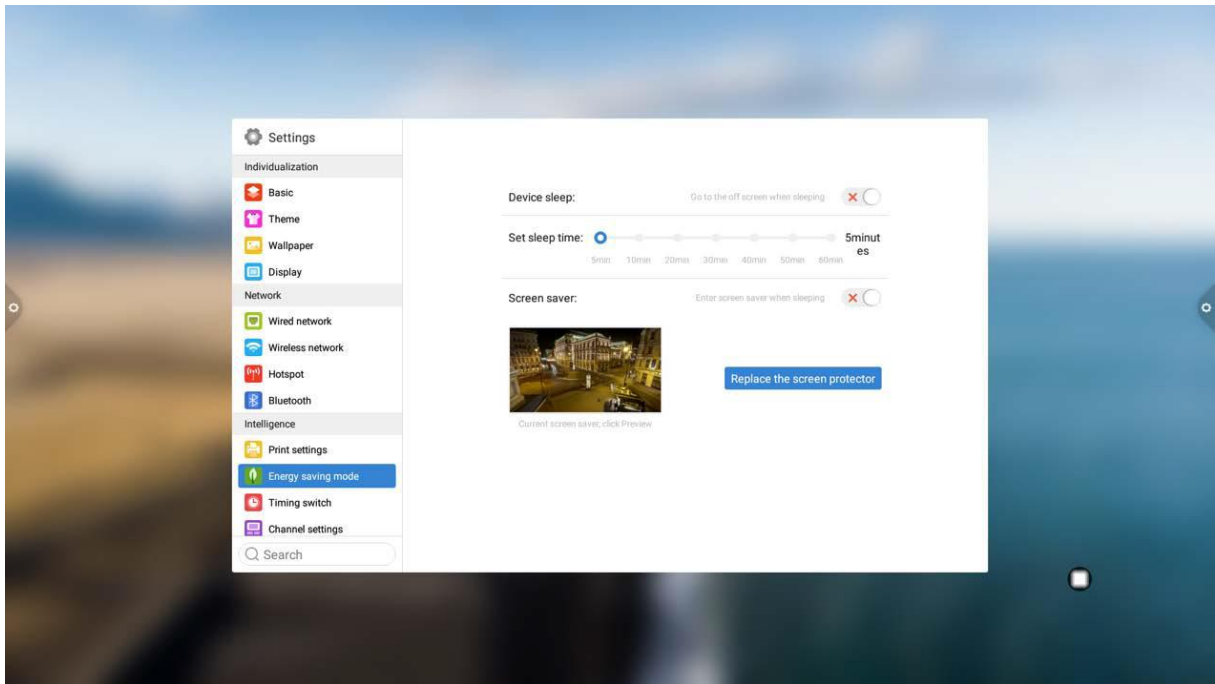 Settings
Individualization
Basic
Theme
Wallpaper
Display
Network
Wired network
Wireless network
Hotspot
Bluetooth
Intelligence
Print settings
Energy saving mode
Timing switch
Channel settings
Search
Device sleep:
Go to the off screen when sleeping
Set sleep time:
5minut
es
5min 10min 20min 30min 40min 50min 60min
Screen saver:
Enter screen saver when sleeping
Replace the screen protector
Current screen saver, click Preview